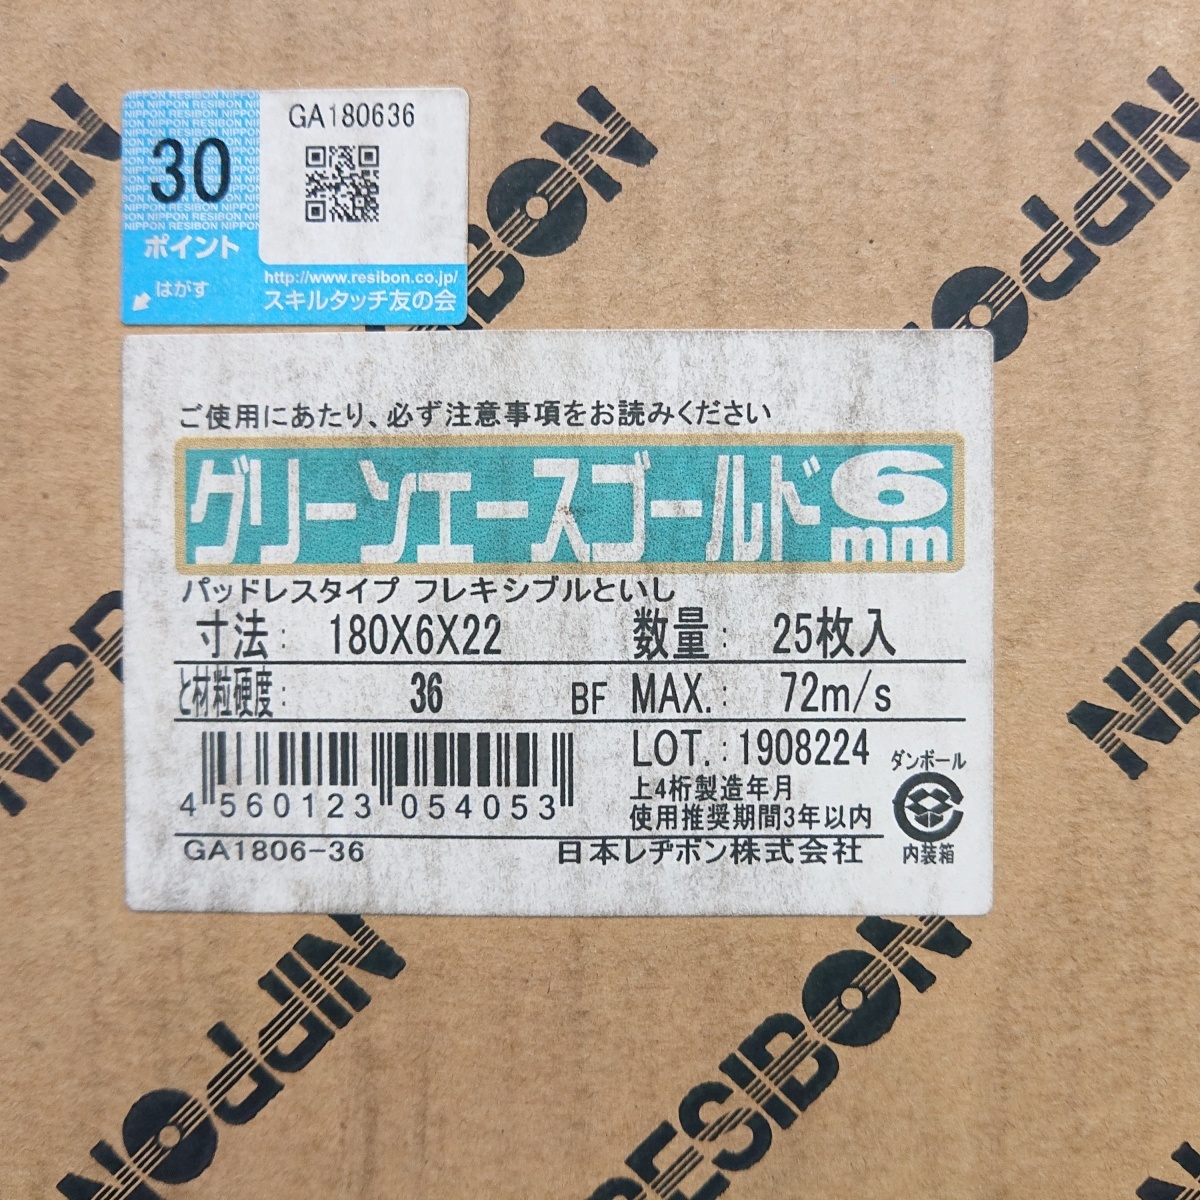 NIPPON RESIBON NIPPON RESIBON NIPPON
30
ポイント
はがす
GA180636
http://www.resibon.co.jp/
スキルタッチ友の会
ご使用にあたり、必ず注意事項をお読みください
グリーンエースゴールド6mm
パッドレスタイプ フレキシブルといし
寸法: 180X6X22 数量: 25枚入
と材粒硬度: 36 BF MAX.: 72m/s
LOT.:1908224
上4桁製造年月
使用推奨期間3年以内
4 560123 054053
ダンボール
内装箱
GA1806-36 日本レヂボン株式会社
NIPPON RESIBON